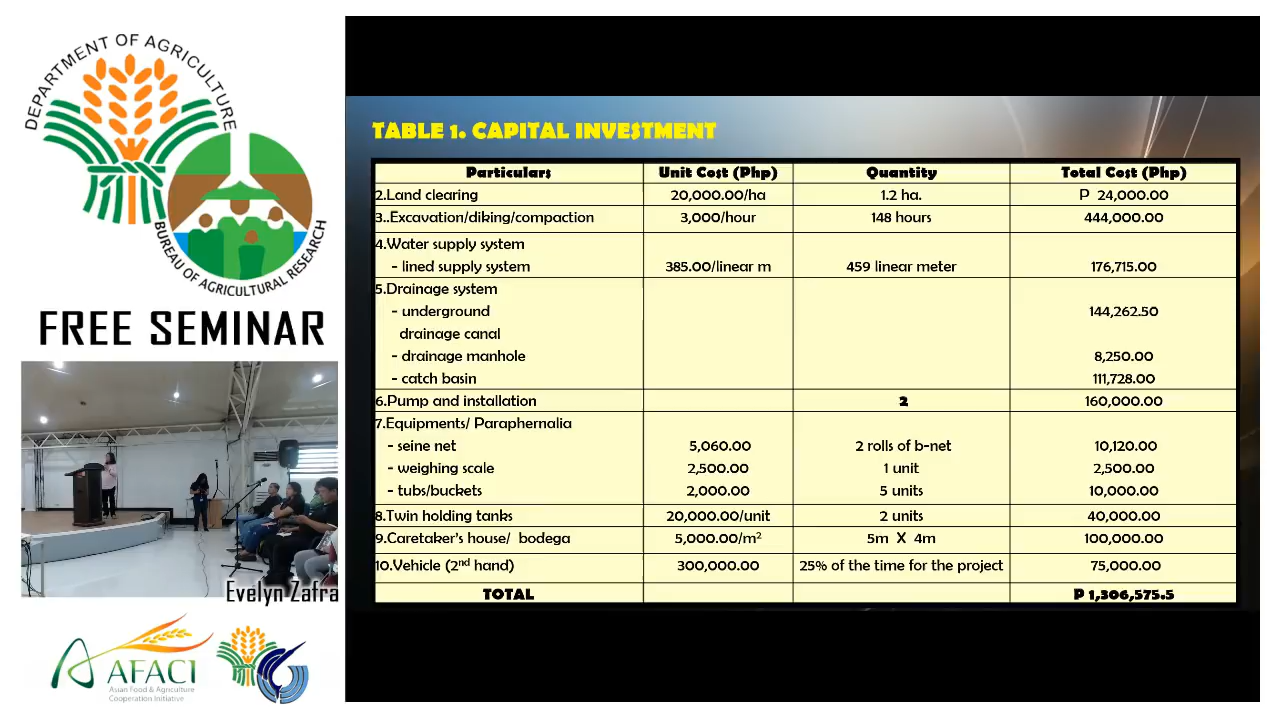 DEPARTMENT OF AGRICULTURE
BUREAU OF AGRICULTURAL RESEARCH
FREE SEMINAR
Evelyn Zafra
AFACI
Asian Food & Agriculture
Cooperation Initiative
TABLE 1. CAPITAL INVESTMENT
Particulars Unit Cost (Php) Quantity Total Cost (Php)
2.Land clearing 20,000.00/ha 1.2 ha. P 24,000.00
3..Excavation/diking/compaction 3,000/hour 148 hours 444,000.00
4.Water supply system
- lined supply system 385.00/linear m 459 linear meter 176,715.00
5.Drainage system
- underground 144,262.50
drainage canal
- drainage manhole 8,250.00
- catch basin 111,728.00
6.Pump and installation 2 160,000.00
7.Equipments/ Paraphernalia
- seine net 5,060.00 2 rolls of b-net 10,120.00
- weighing scale 2,500.00 1 unit 2,500.00
- tubs/buckets 2,000.00 5 units 10,000.00
8.Twin holding tanks 20,000.00/unit 2 units 40,000.00
9.Caretaker's house/ bodega 5,000.00/m² 5m X 4m 100,000.00
10.Vehicle (2nd hand) 300,000.00 25% of the time for the project 75,000.00
TOTAL P 1,306,575.5